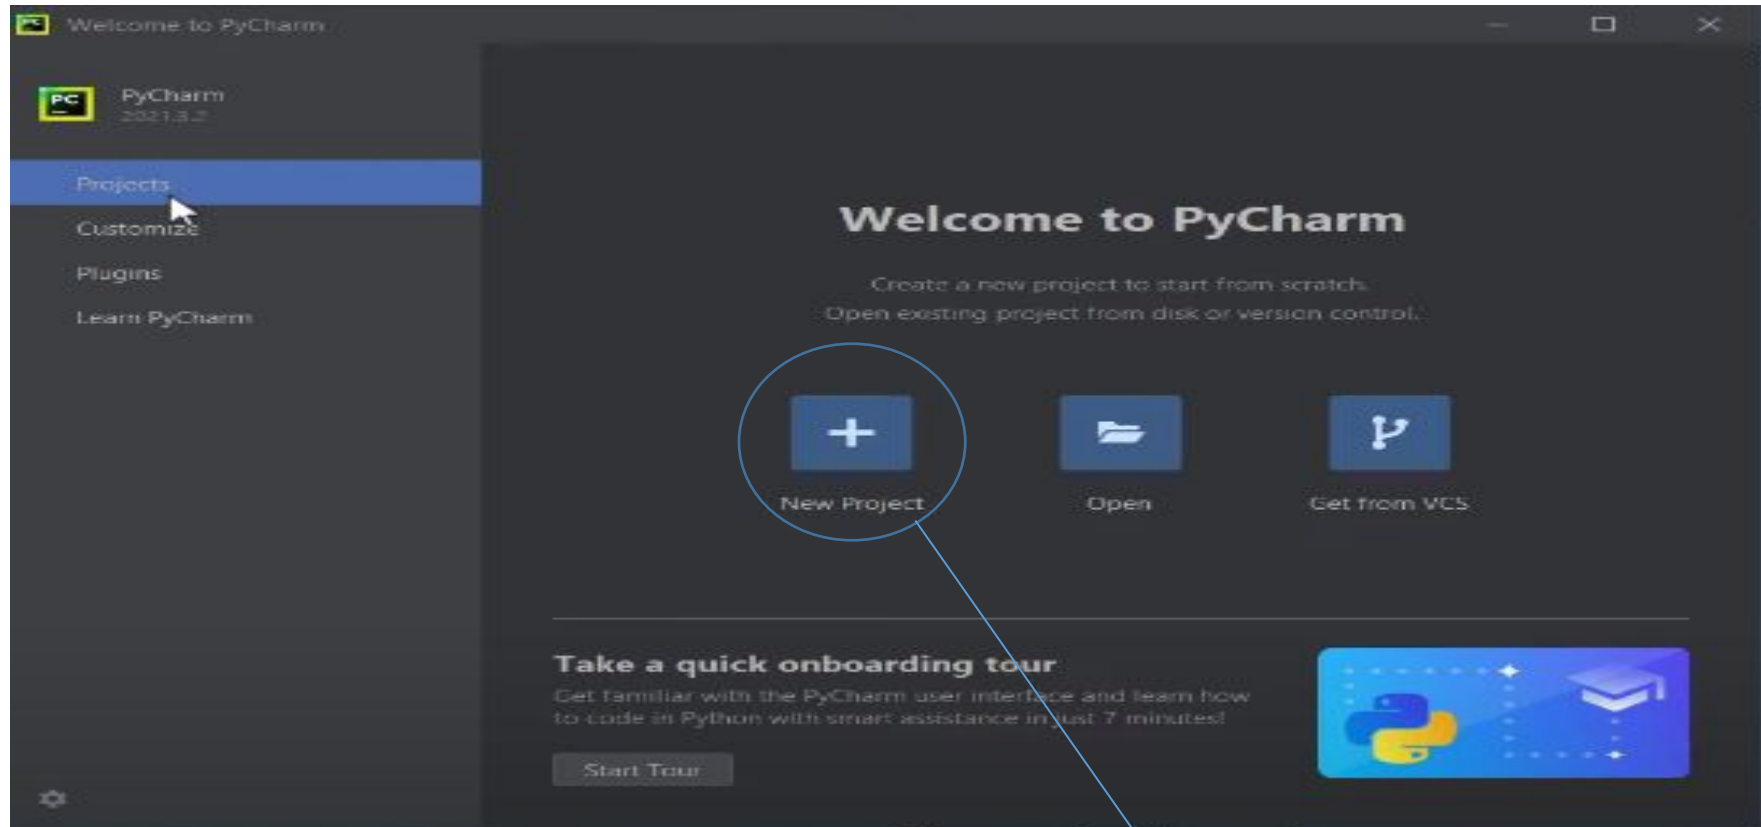 Welcome to PyCharm
PC
PyCharm
2021.3.2
Projects
Customize
Plugins
Learn PyCharm
Welcome to PyCharm
Create a new project to start from scratch.
Open existing project from disk or version control.
New Project
Open
Get from VCS
Take a quick onboarding tour
Get familiar with the PyCharm user interface and learn how
to code in Python with smart assistance in just 7 minutes!
Start Tour